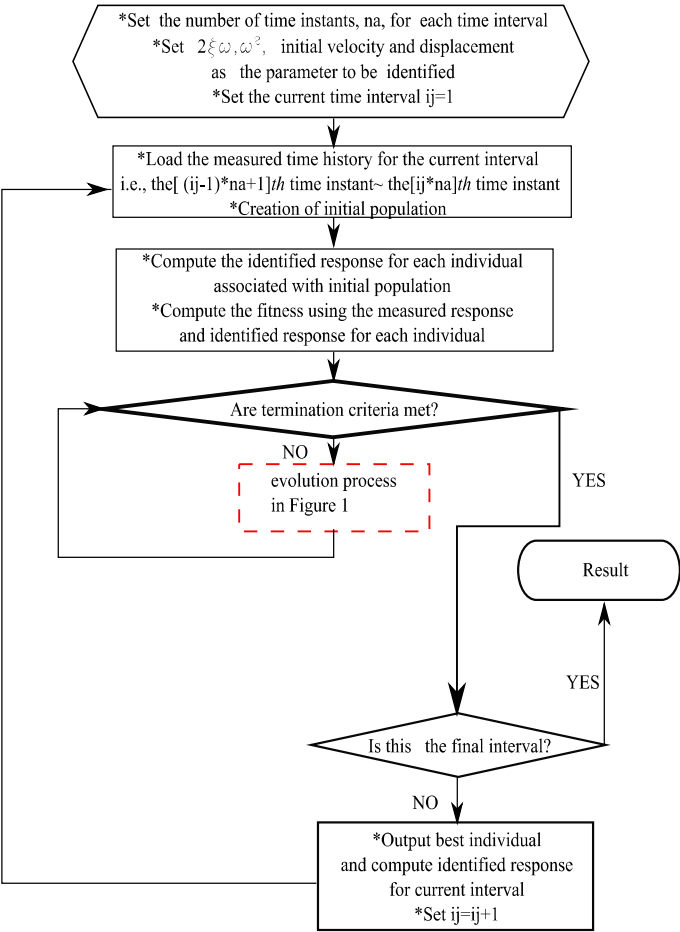 *Set the number of time instants, na, for each time interval
*Set 2ξω, ω², initial velocity and displacement
as the parameter to be identified
*Set the current time interval ij=1
*Load the measured time history for the current interval
i.e., the[ (ij-1)*na+1]th time instant~ the[ij*na]th time instant
*Creation of initial population
*Compute the identified response for each individual
associated with initial population
*Compute the fitness using the measured response
and identified response for each individual
Are termination criteria met?
NO
evolution process
in Figure 1
YES
Result
YES
Is this the final interval?
NO
*Output best individual
and compute identified response
for current interval
*Set ij=ij+1